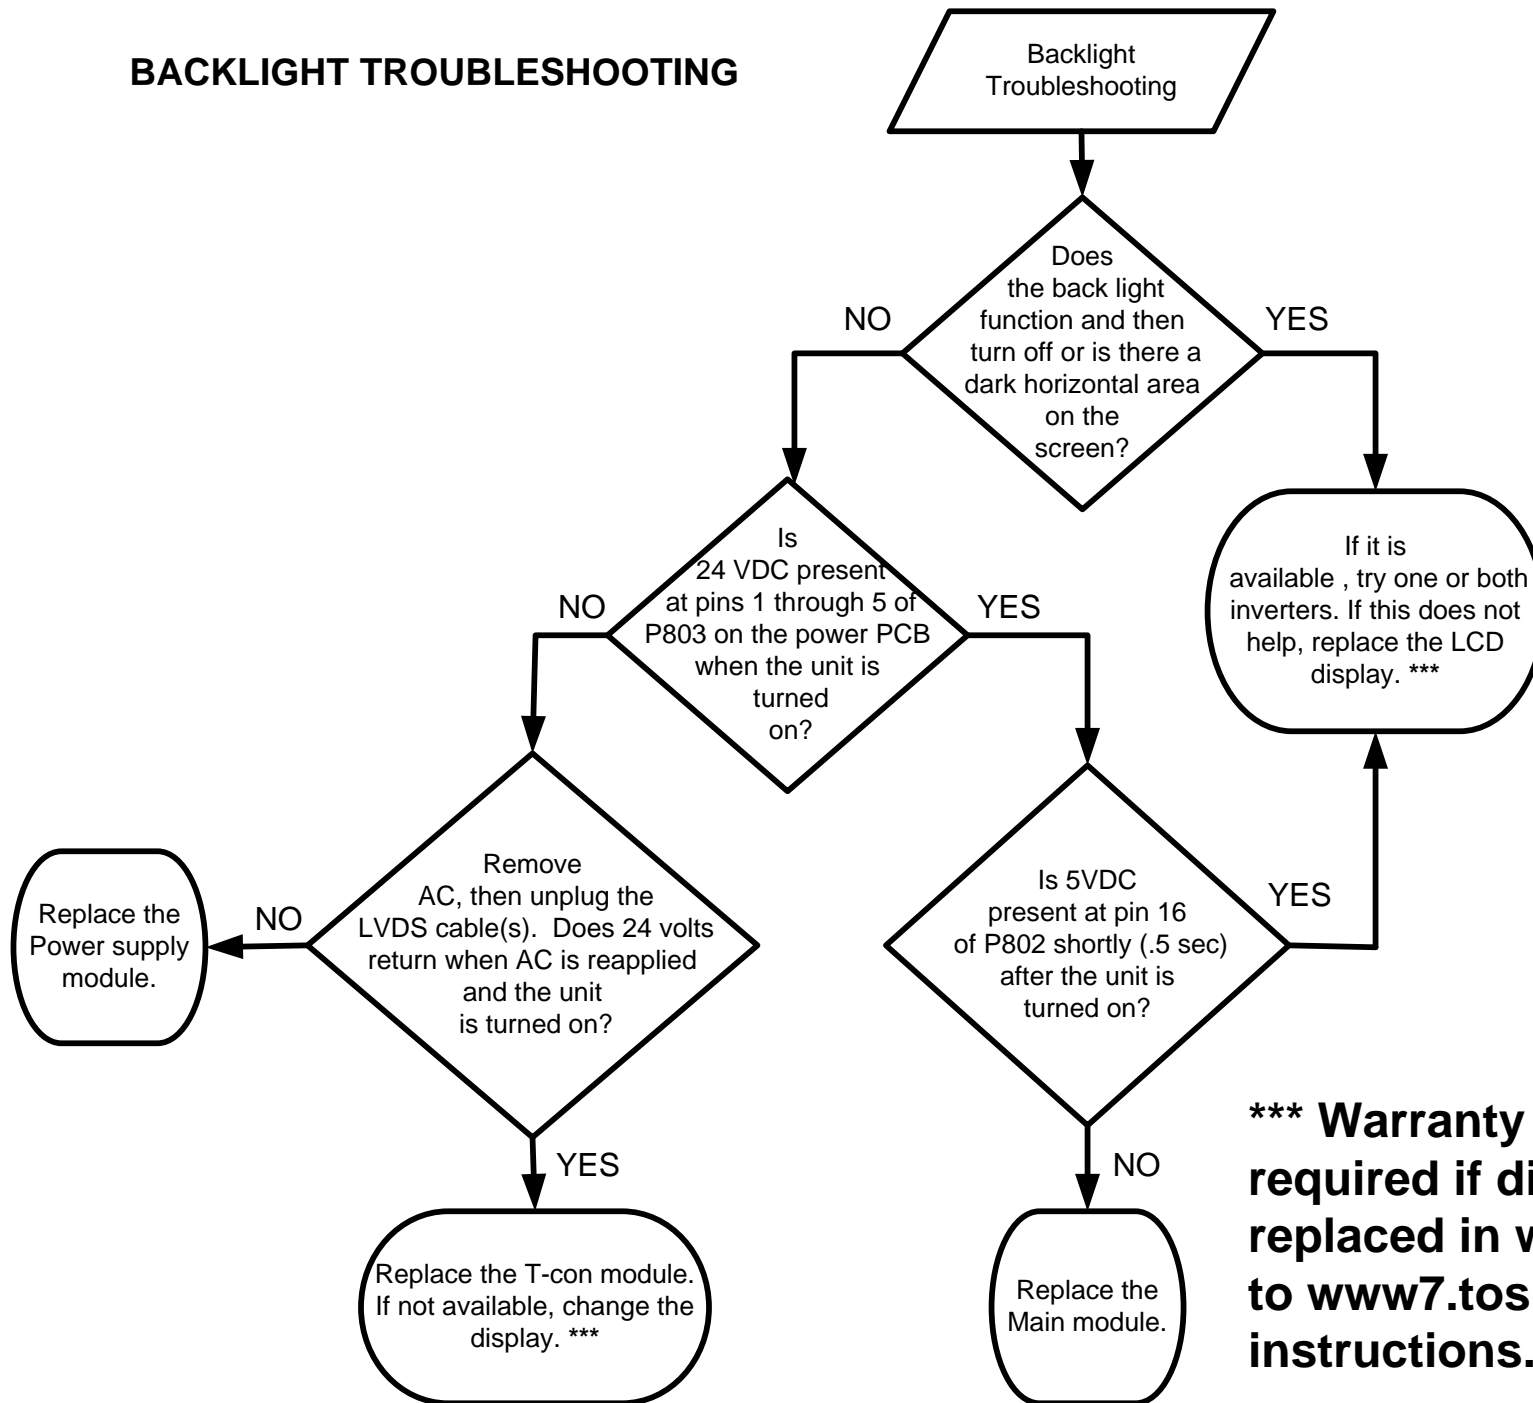 BACKLIGHT TROUBLESHOOTING
Backlight
Troubleshooting
Does
the back light
function and then
turn off or is there a
dark horizontal area
on the
screen?
NO
YES
Is
24 VDC present
at pins 1 through 5 of
P803 on the power PCB
when the unit is
turned
on?
NO
YES
If it is
available , try one or both
inverters. If this does not
help, replace the LCD
display. ***
Remove
AC, then unplug the
LVDS cable(s). Does 24 volts
return when AC is reapplied
and the unit
is turned on?
NO
YES
Replace the
Power supply
module.
Is 5VDC
present at pin 16
of P802 shortly (.5 sec)
after the unit is
turned on?
YES
NO
Replace the T-con module.
If not available, change the
display. ***
Replace the
Main module.
*** Warranty
required if
replaced in
to www7.
instructions.